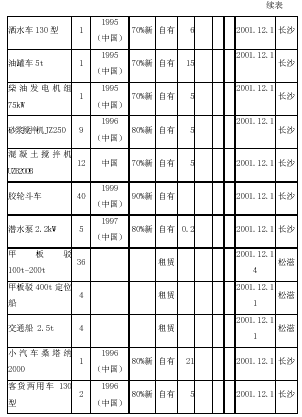 续表
洒水车 130 型 1 1995（中国） 70%新 自有 6 2001.12.1 长沙
油罐车 5t 1 1995（中国） 70%新 自有 15 2001.12.1 长沙
柴油发电机组 75kW 1 1995（中国） 70%新 自有 5 2001.12.1 长沙
砂浆搅拌机 JZ250 9 1996（中国） 80%新 自有 5 2001.12.1 长沙
混凝土搅拌机 UZB200B 12 中国 80%新 自有 5 2001.12.1 长沙
胶轮斗车 40 1999（中国） 90%新 自有 2001.12.1 长沙
潜水泵 2.2kW 5 1997（中国） 80%新 自有 0.2 2001.12.1 长沙
甲板驳 100t-200t 36 租赁 2001.12.14 松滋
甲板驳 400t 定位船 4 租赁 2001.12.11 松滋
交通船 2.5t 4 租赁 2001.12.11 松滋
小汽车桑塔纳 2000 1 1996（中国） 80%新 自有 21 2001.12.1 长沙
客货两用车 130 型 2 1996（中国） 80%新 自有 5 2001.12.1 长沙